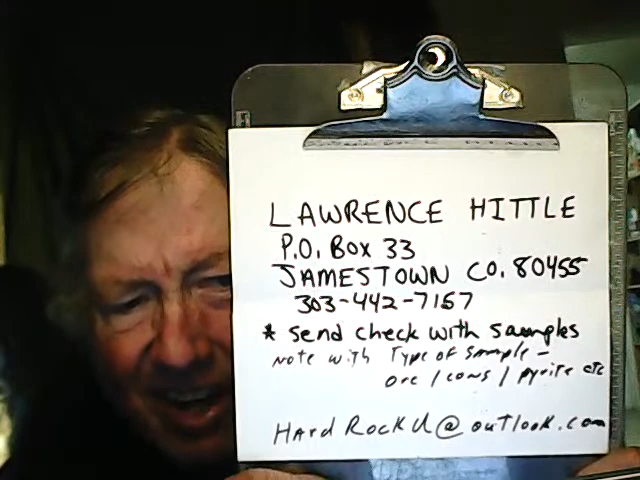 LAWRENCE HITTLE
P.O. BOX 33
JAMESTOWN CO. 80455
303-442-7157
* Send check with samples
Note with Type of sample -
ore / cons / pyrite etc
HardRockU@outlook.com